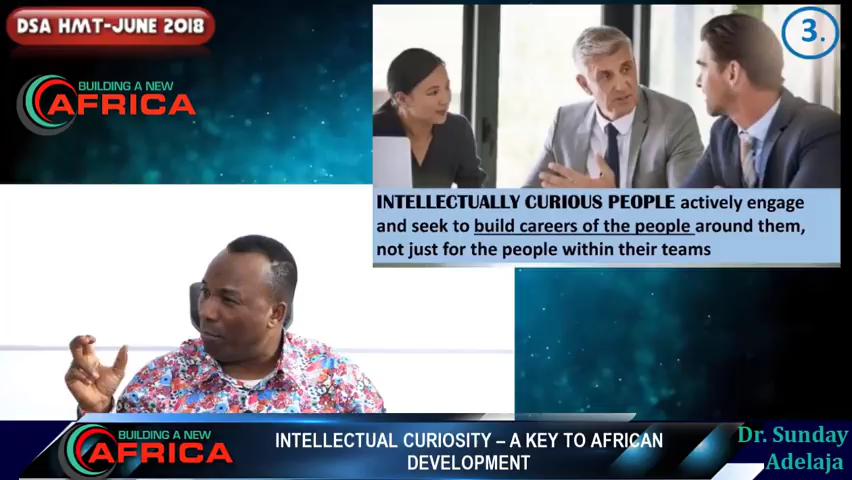 DSA HMT-JUNE 2018
BUILDING A NEW
AFRICA
3.
INTELLECTUALLY CURIOUS PEOPLE actively engage
and seek to build careers of the people around them,
not just for the people within their teams
BUILDING A NEW
AFRICA
INTELLECTUAL CURIOSITY – A KEY TO AFRICAN
DEVELOPMENT
Dr. Sunday
Adelaja